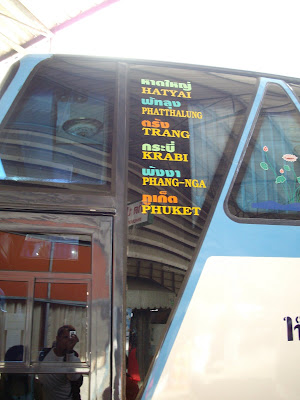 หาดใหญ่
HATYAI
พัทลุง
PHATTHALUNG
ตรัง
TRANG
กระบี่
KRABI
พังงา
PHANG-NGA
ภูเก็ต
PHUKET